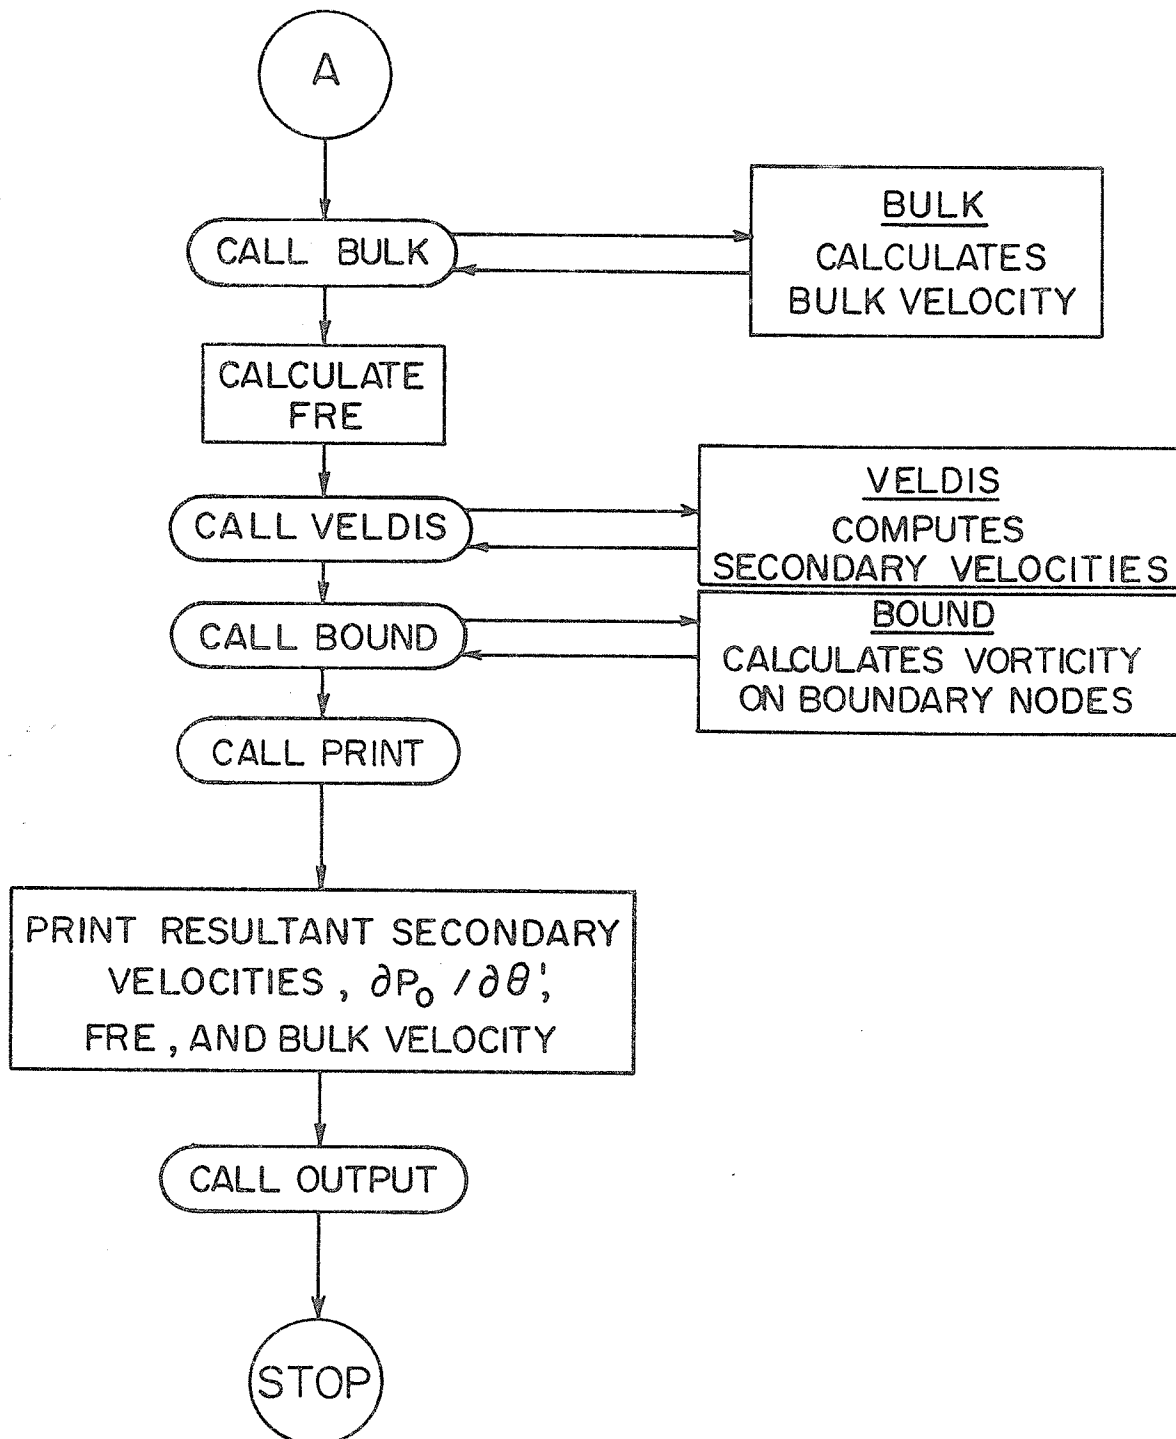 A
CALL BULK
BULK
CALCULATES
BULK VELOCITY
CALCULATE
FRE
CALL VELDIS
VELDIS
COMPUTES
SECONDARY VELOCITIES
CALL BOUND
BOUND
CALCULATES VORTICITY
ON BOUNDARY NODES
CALL PRINT
PRINT RESULTANT SECONDARY
VELOCITIES, ∂P₀ / ∂θ',
FRE, AND BULK VELOCITY
CALL OUTPUT
STOP